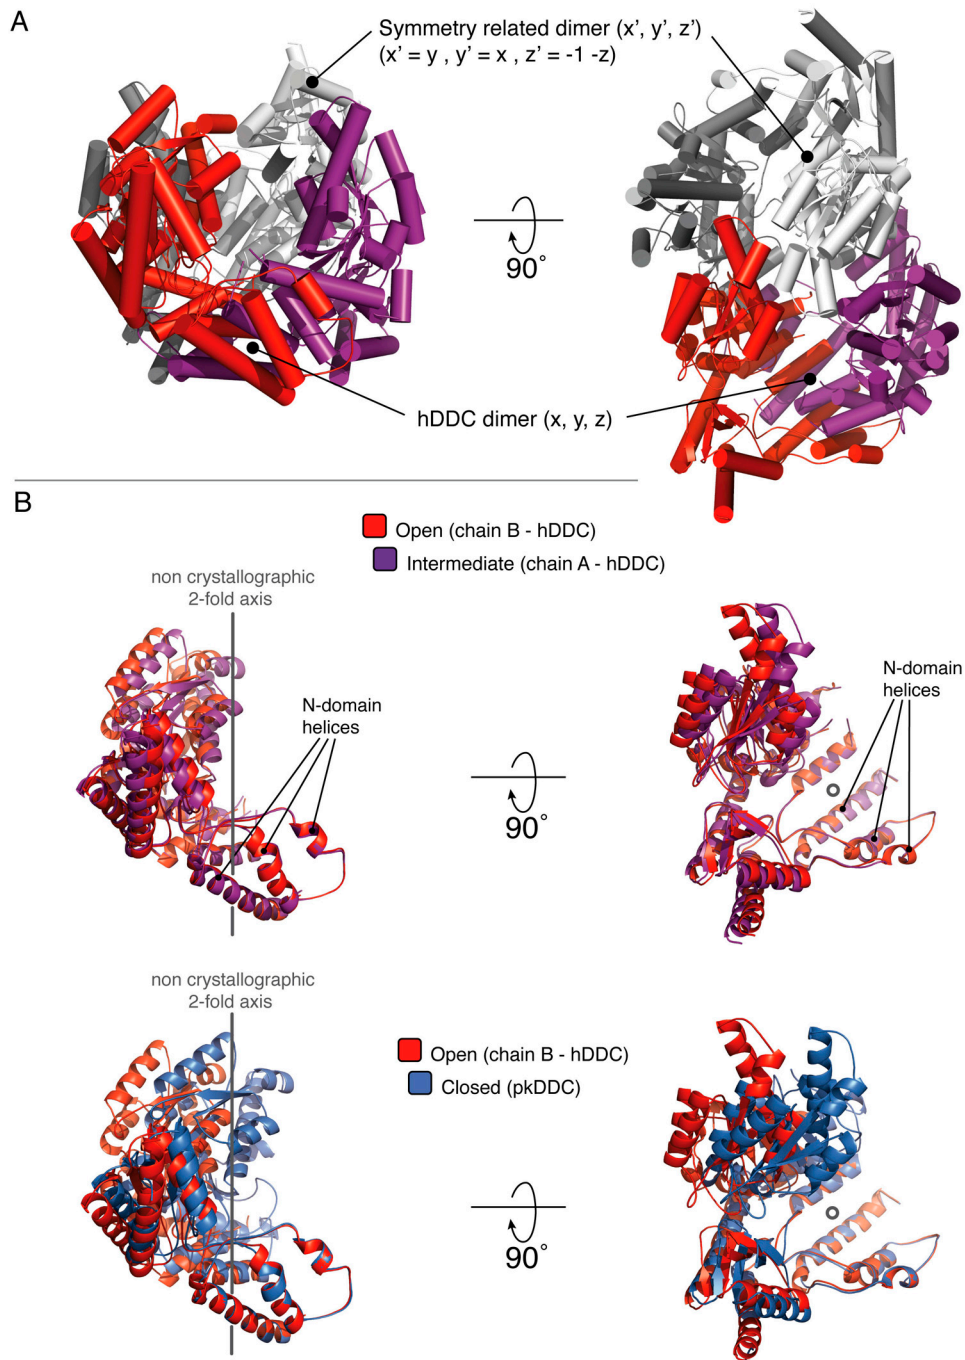 A
Symmetry related dimer (x', y', z')
(x' = y , y' = x , z' = -1 -z)
90°
hDDC dimer (x, y, z)
B
Open (chain B - hDDC)
Intermediate (chain A - hDDC)
non crystallographic
2-fold axis
N-domain
helices
90°
N-domain
helices
non crystallographic
2-fold axis
Open (chain B - hDDC)
Closed (pkDDC)
90°